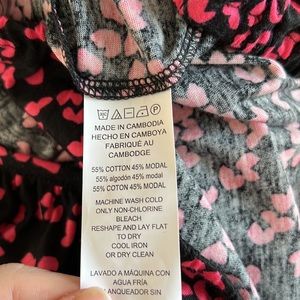 MADE IN CAMBODIA
HECHO EN CAMBOYA
FABRIQUÉ AU
CAMBODGE
55% COTTON 45% MODAL
55% algodón 45% modal
55% COTON 45% MODAL
MACHINE WASH COLD
ONLY NON-CHLORINE
BLEACH
RESHAPE AND LAY FLAT
TO DRY
COOL IRON
OR DRY CLEAN
LAVADO A MÁQUINA CON
AGUA FRÍA
BLANQUEADOR SIN